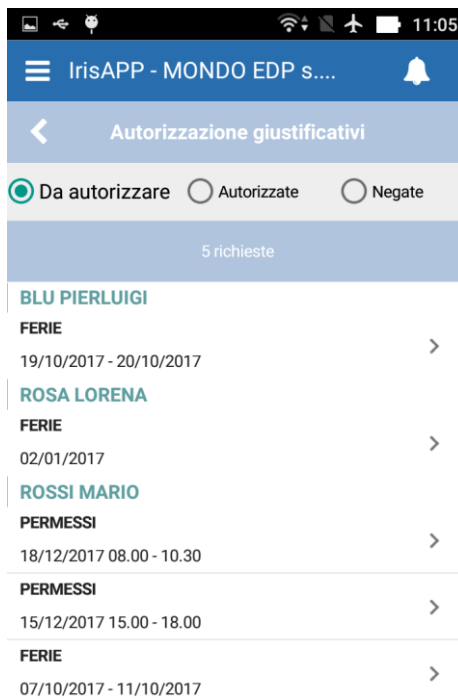 11:05
IrisAPP - MONDO EDP s....
Autorizzazione giustificativi
Da autorizzare Autorizzate Negate
5 richieste
BLU PIERLUIGI
FERIE
19/10/2017 - 20/10/2017
ROSA LORENA
FERIE
02/01/2017
ROSSI MARIO
PERMESSI
18/12/2017 08.00 - 10.30
PERMESSI
15/12/2017 15.00 - 18.00
FERIE
07/10/2017 - 11/10/2017